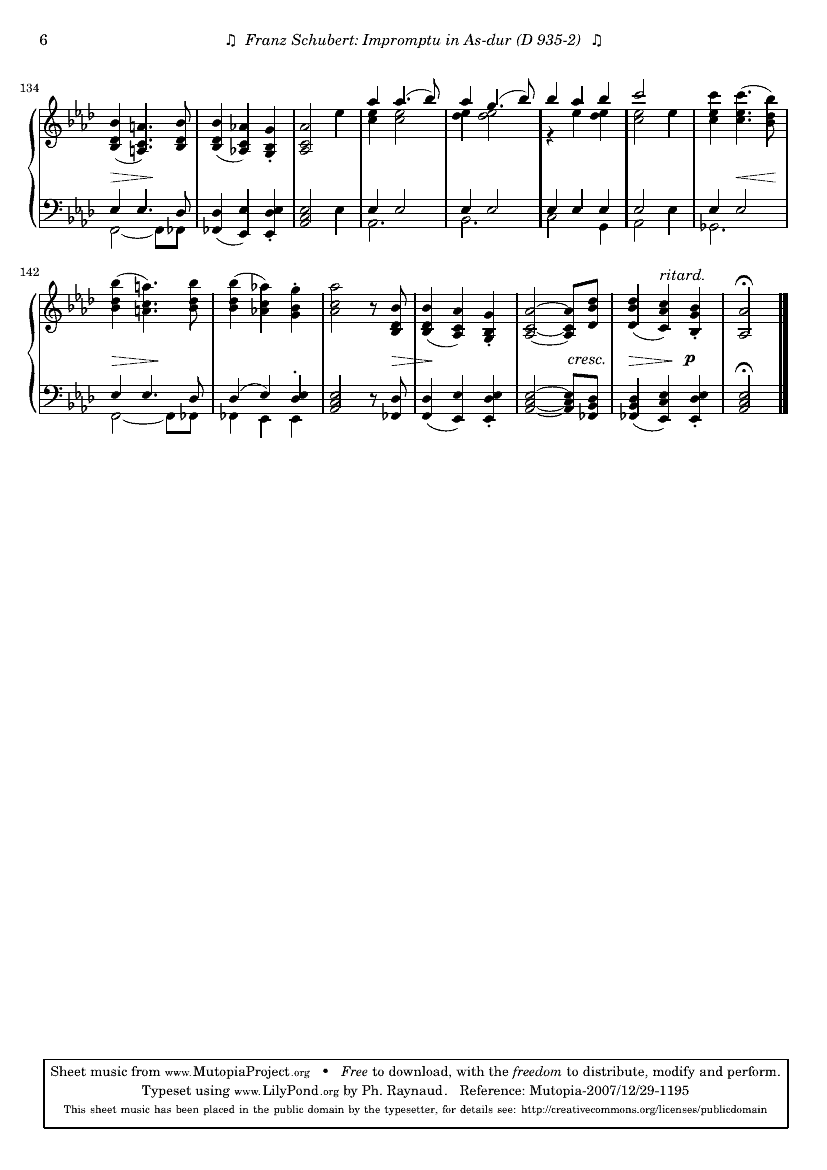 6
♫ Franz Schubert: Impromptu in As-dur (D 935-2) ♫
134
142
ritard.
cresc.
p
Sheet music from www.MutopiaProject.org • Free to download, with the freedom to distribute, modify and perform.
Typeset using www.LilyPond.org by Ph. Raynaud. Reference: Mutopia-2007/12/29-1195
This sheet music has been placed in the public domain by the typesetter, for details see: http://creativecommons.org/licenses/publicdomain